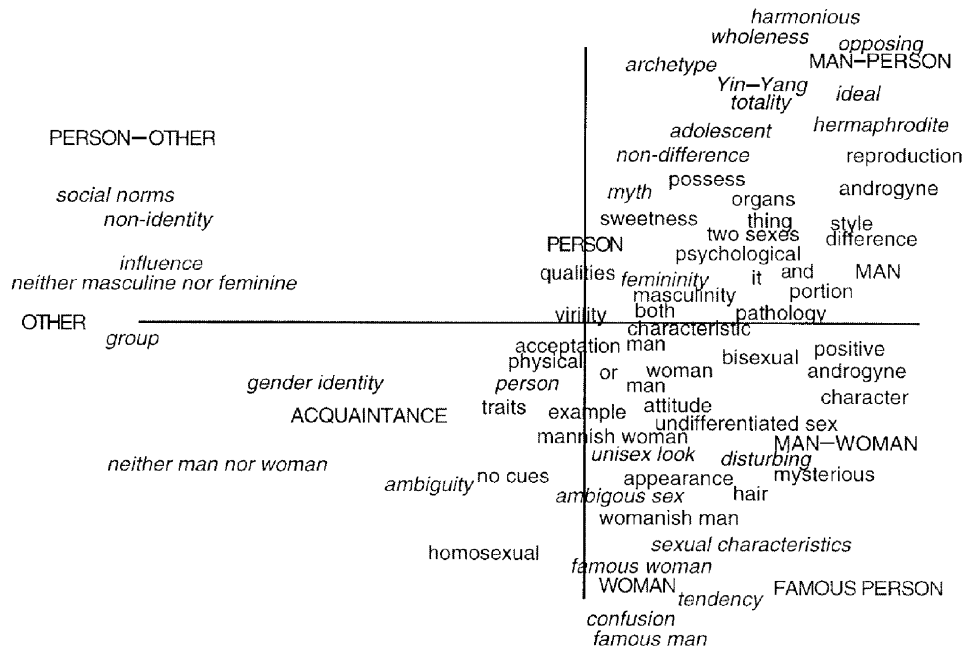 harmonious
wholeness
opposing
archetype
MAN–PERSON
Yin–Yang
totality
ideal
PERSON–OTHER
adolescent
hermaphrodite
non-difference
reproduction
myth
possess
organs
androgyne
social norms
non-identity
sweetness
thing
style
two sexes
difference
PERSON
psychological
influence
qualities
femininity
it
and
MAN
neither masculine nor feminine
masculinity
portion
virility
both
pathology
OTHER
characteristic
group
acceptation
man
bisexual
positive
physical
or
woman
androgyne
gender identity
person
man
character
ACQUAINTANCE
traits
example
attitude
undifferentiated sex
mannish woman
MAN–WOMAN
unisex look
disturbing
neither man nor woman
ambiguity
no cues
appearance
mysterious
ambigous sex
hair
womanish man
homosexual
sexual characteristics
famous woman
WOMAN
FAMOUS PERSON
tendency
confusion
famous man